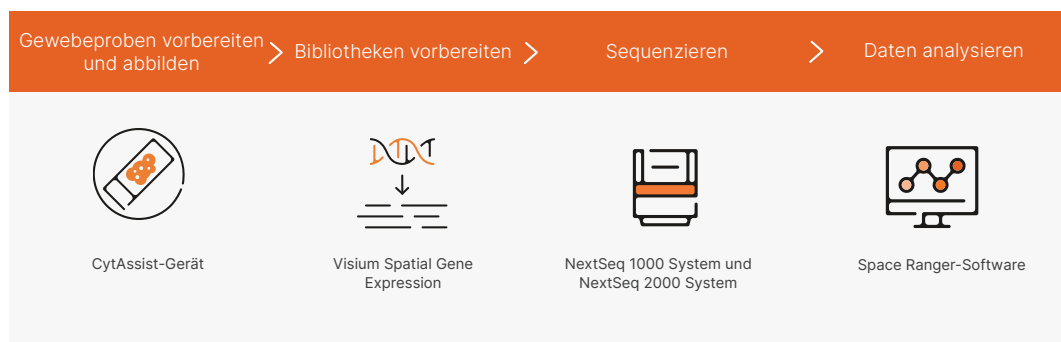 Gewebeproben vorbereiten
und abbilden
Bibliotheken vorbereiten
Sequenzieren
Daten analysieren
CytAssist-Gerät
Visium Spatial Gene
Expression
NextSeq 1000 System und
NextSeq 2000 System
Space Ranger-Software